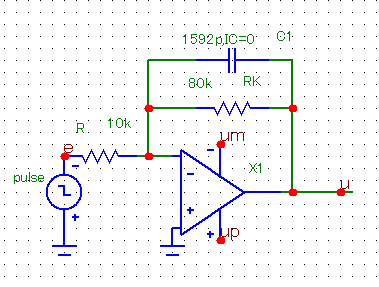 1592p,IC=0 C1
80k RK
R 10k
e
um
X1
pulse
u
up